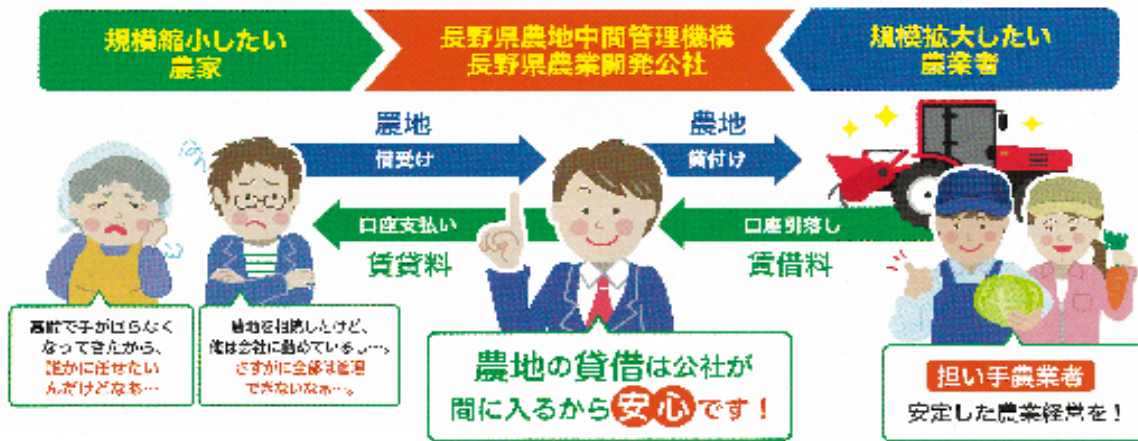 規模縮小したい
農家
長野県農地中間管理機構
長野県農業開発公社
規模拡大したい
農業者
農地
借受け
農地
貸付け
口座支払い
賃貸料
口座引落し
賃借料
高齢で手が回らなく
なってきたから、
誰かに任せたい
んだけどなぁ…
農地を相続したけど、
俺は会社に勤めているし…。
さすがに全部は管理
できないなぁ…。
農地の貸借は公社が
間に入るから安心です！
担い手農業者
安定した農業経営を！